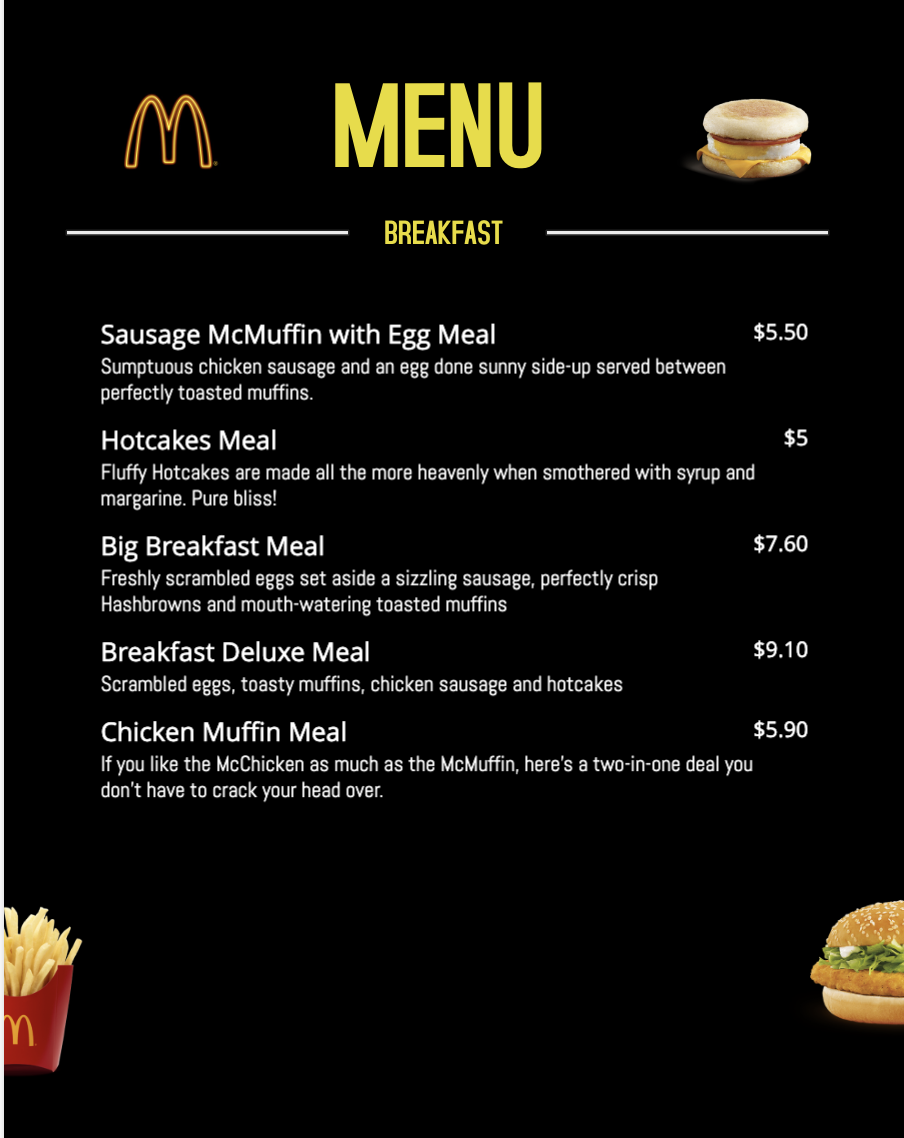 MENU
BREAKFAST
Sausage McMuffin with Egg Meal $5.50
Sumptuous chicken sausage and an egg done sunny side-up served between
perfectly toasted muffins.
Hotcakes Meal $5
Fluffy Hotcakes are made all the more heavenly when smothered with syrup and
margarine. Pure bliss!
Big Breakfast Meal $7.60
Freshly scrambled eggs set aside a sizzling sausage, perfectly crisp
Hashbrowns and mouth-watering toasted muffins
Breakfast Deluxe Meal $9.10
Scrambled eggs, toasty muffins, chicken sausage and hotcakes
Chicken Muffin Meal $5.90
If you like the McChicken as much as the McMuffin, here's a two-in-one deal you
don't have to crack your head over.